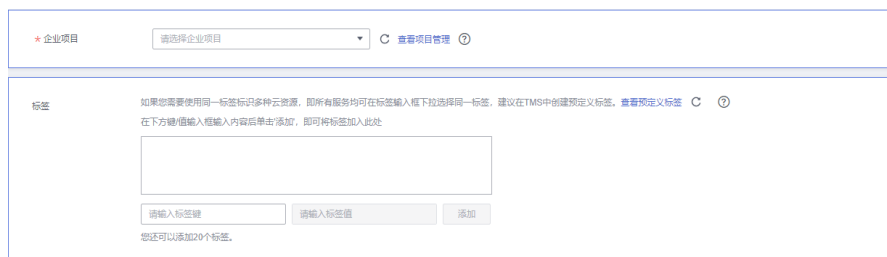 * 企业项目 请选择企业项目 查看项目管理 ?
标签 如果您需要使用同一标签标识多种云资源，即所有服务均可在标签输入框下拉选择同一标签，建议在TMS中创建预定义标签。查看预定义标签 ?
在下方键/值输入框输入内容后单击'添加'，即可将标签加入此处
请输入标签键 请输入标签值 添加
您还可以添加20个标签。